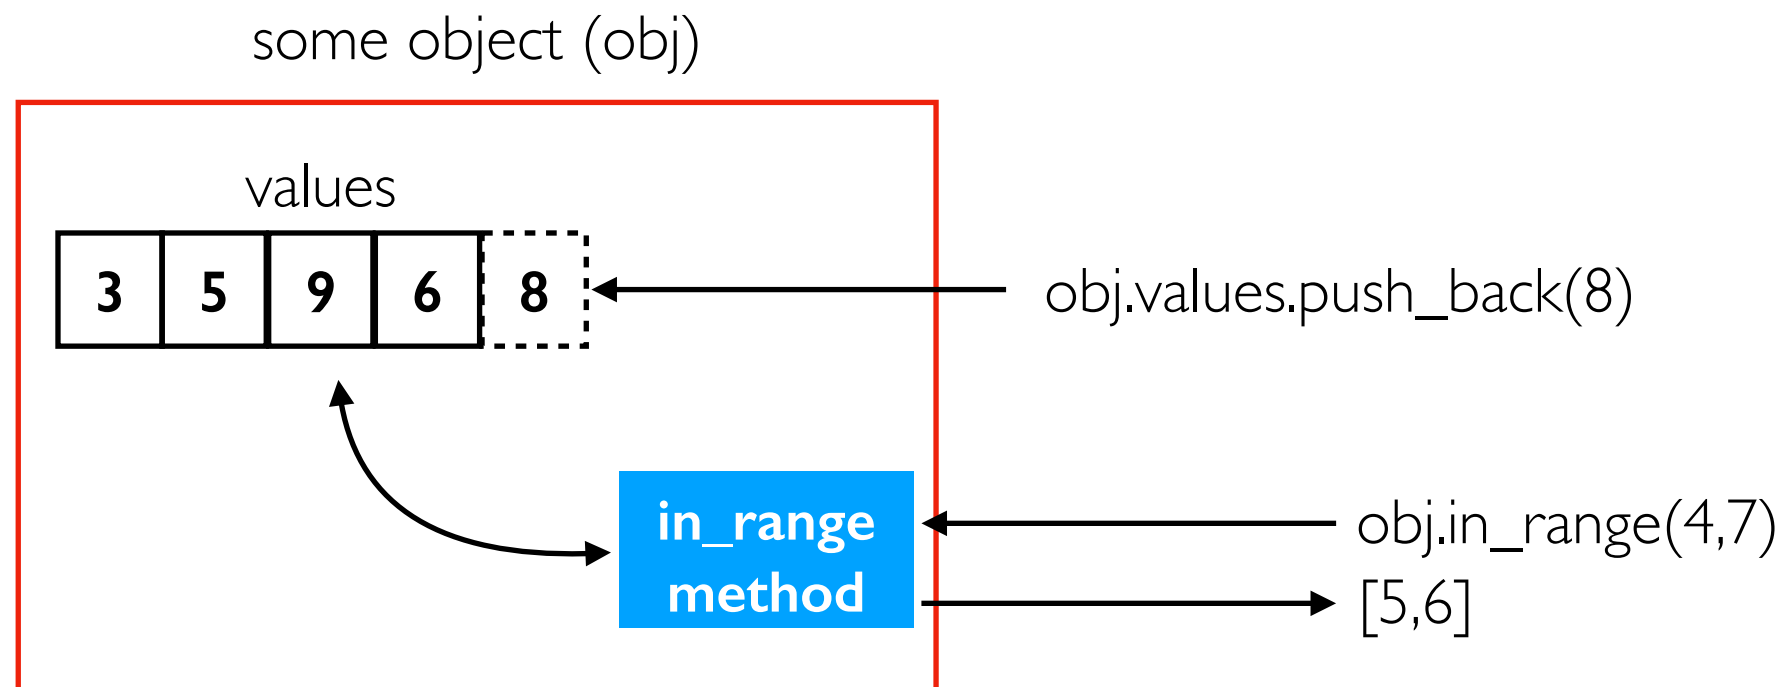 some object (obj)
values
3 5 9 6 8
obj.values.push_back(8)
in_range
method
obj.in_range(4,7)
[5,6]